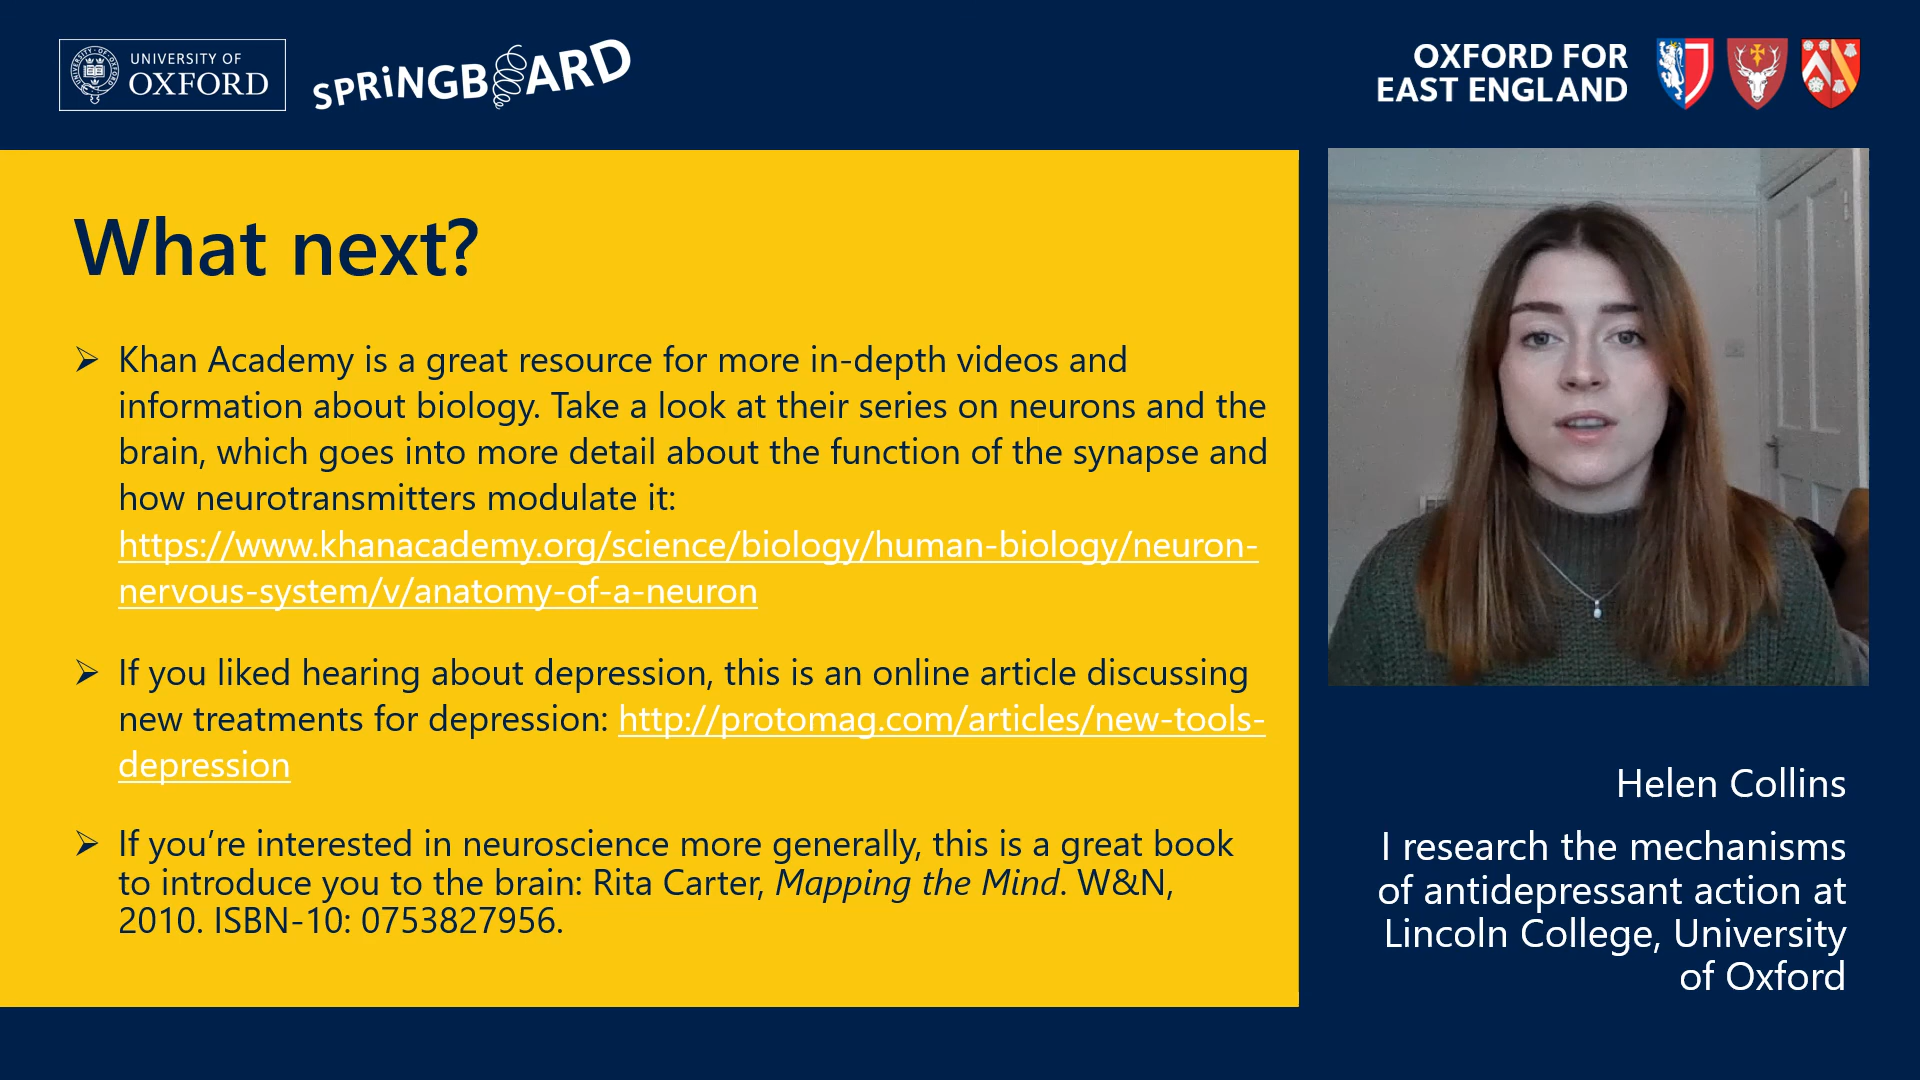 UNIVERSITY OF
OXFORD
SPRiNGBOARD
OXFORD FOR
EAST ENGLAND
What next?
➢ Khan Academy is a great resource for more in-depth videos and
information about biology. Take a look at their series on neurons and the
brain, which goes into more detail about the function of the synapse and
how neurotransmitters modulate it:
https://www.khanacademy.org/science/biology/human-biology/neuron-
nervous-system/v/anatomy-of-a-neuron
➢ If you liked hearing about depression, this is an online article discussing
new treatments for depression: http://protomag.com/articles/new-tools-
depression
➢ If you’re interested in neuroscience more generally, this is a great book
to introduce you to the brain: Rita Carter, Mapping the Mind. W&N,
2010. ISBN-10: 0753827956.
Helen Collins
I research the mechanisms
of antidepressant action at
Lincoln College, University
of Oxford